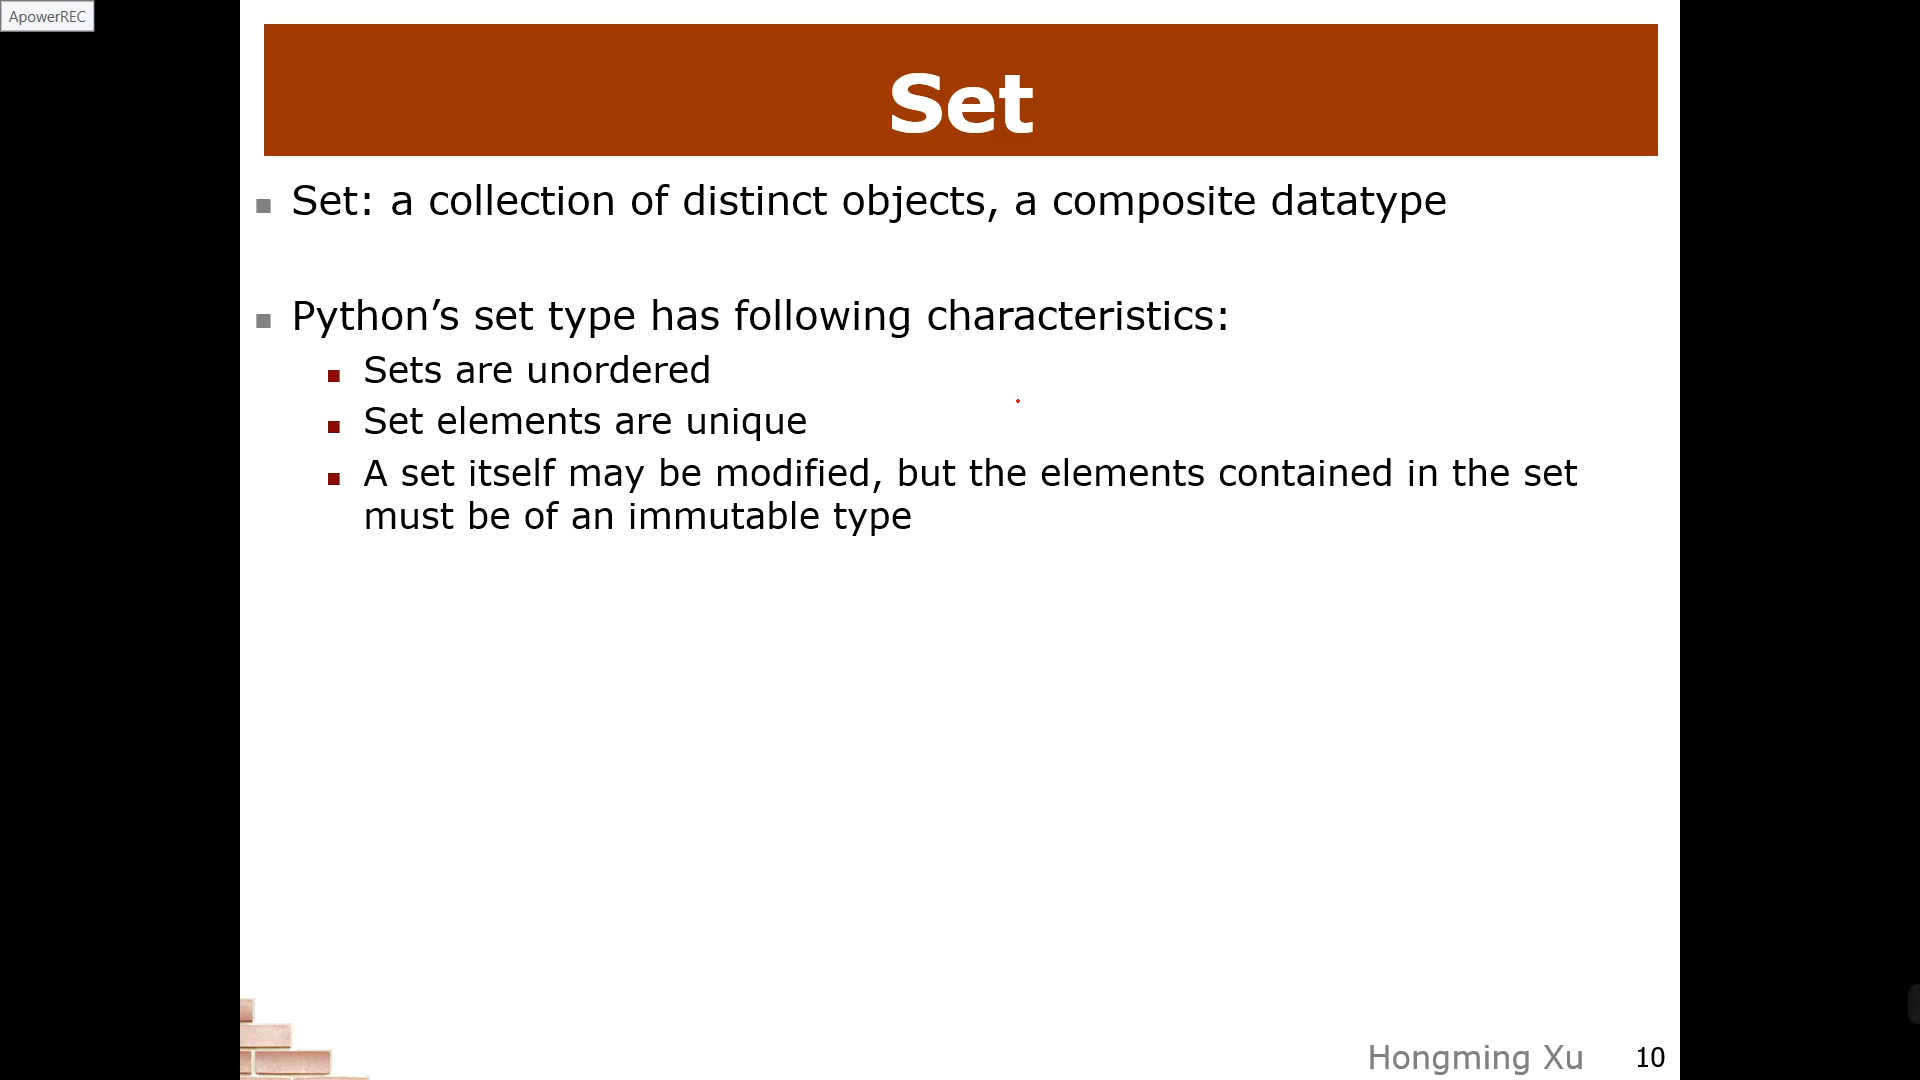 ApowerREC
Set
Set: a collection of distinct objects, a composite datatype
Python’s set type has following characteristics:
Sets are unordered
Set elements are unique
A set itself may be modified, but the elements contained in the set
must be of an immutable type
Hongming Xu 10